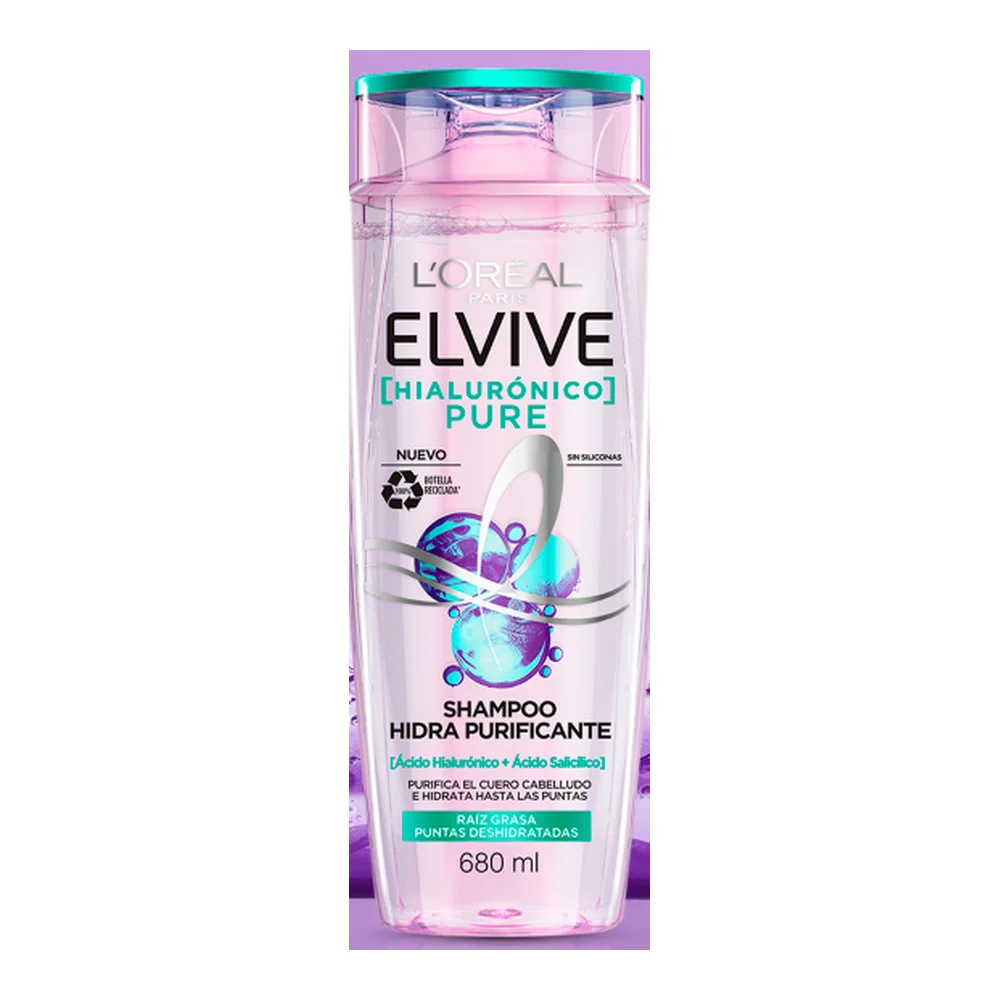 L'ORÉAL
PARIS
ELVIVE
[HIALURÓNICO]
PURE
NUEVO
SIN SILICONAS
100%
BOTELLA
RECICLADA*
SHAMPOO
HIDRA PURIFICANTE
[Ácido Hialurónico + Ácido Salicílico]
PURIFICA EL CUERO CABELLUDO
E HIDRATA HASTA LAS PUNTAS
RAÍZ GRASA
PUNTAS DESHIDRATADAS
680 ml